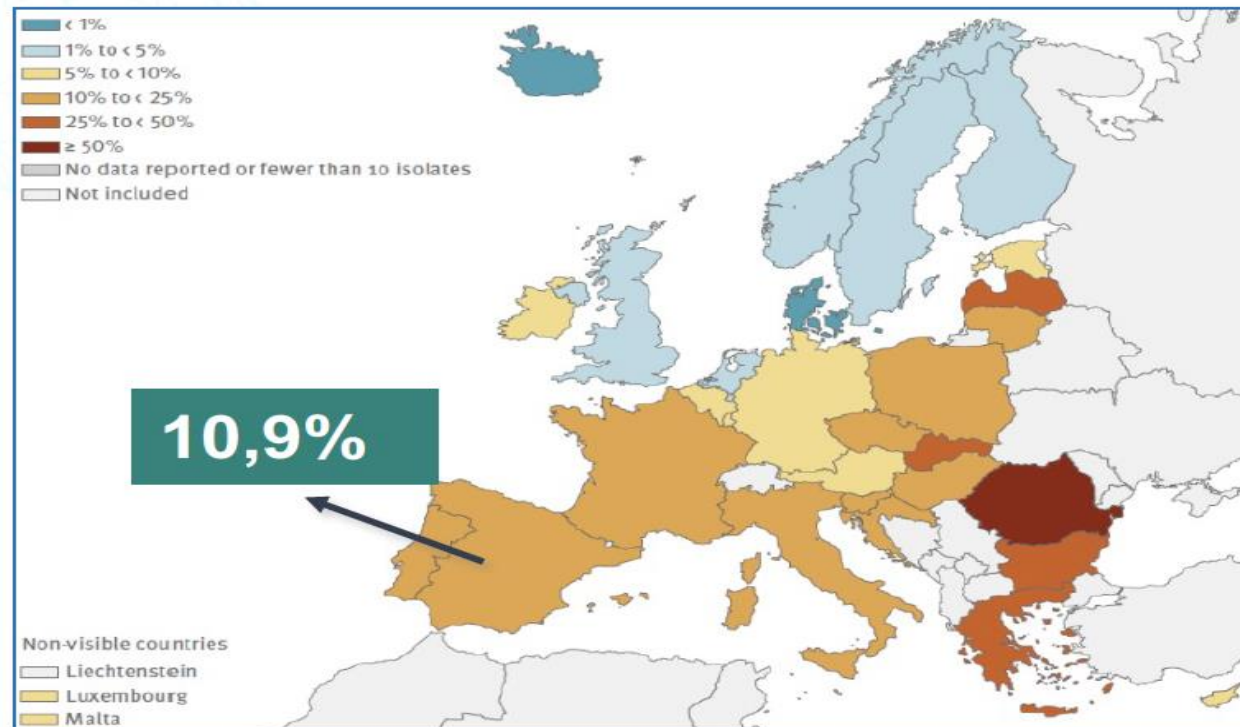 < 1%
1% to < 5%
5% to < 10%
10% to < 25%
25% to < 50%
≥ 50%
No data reported or fewer than 10 isolates
Not included
10,9%
Non-visible countries
Liechtenstein
Luxembourg
Malta